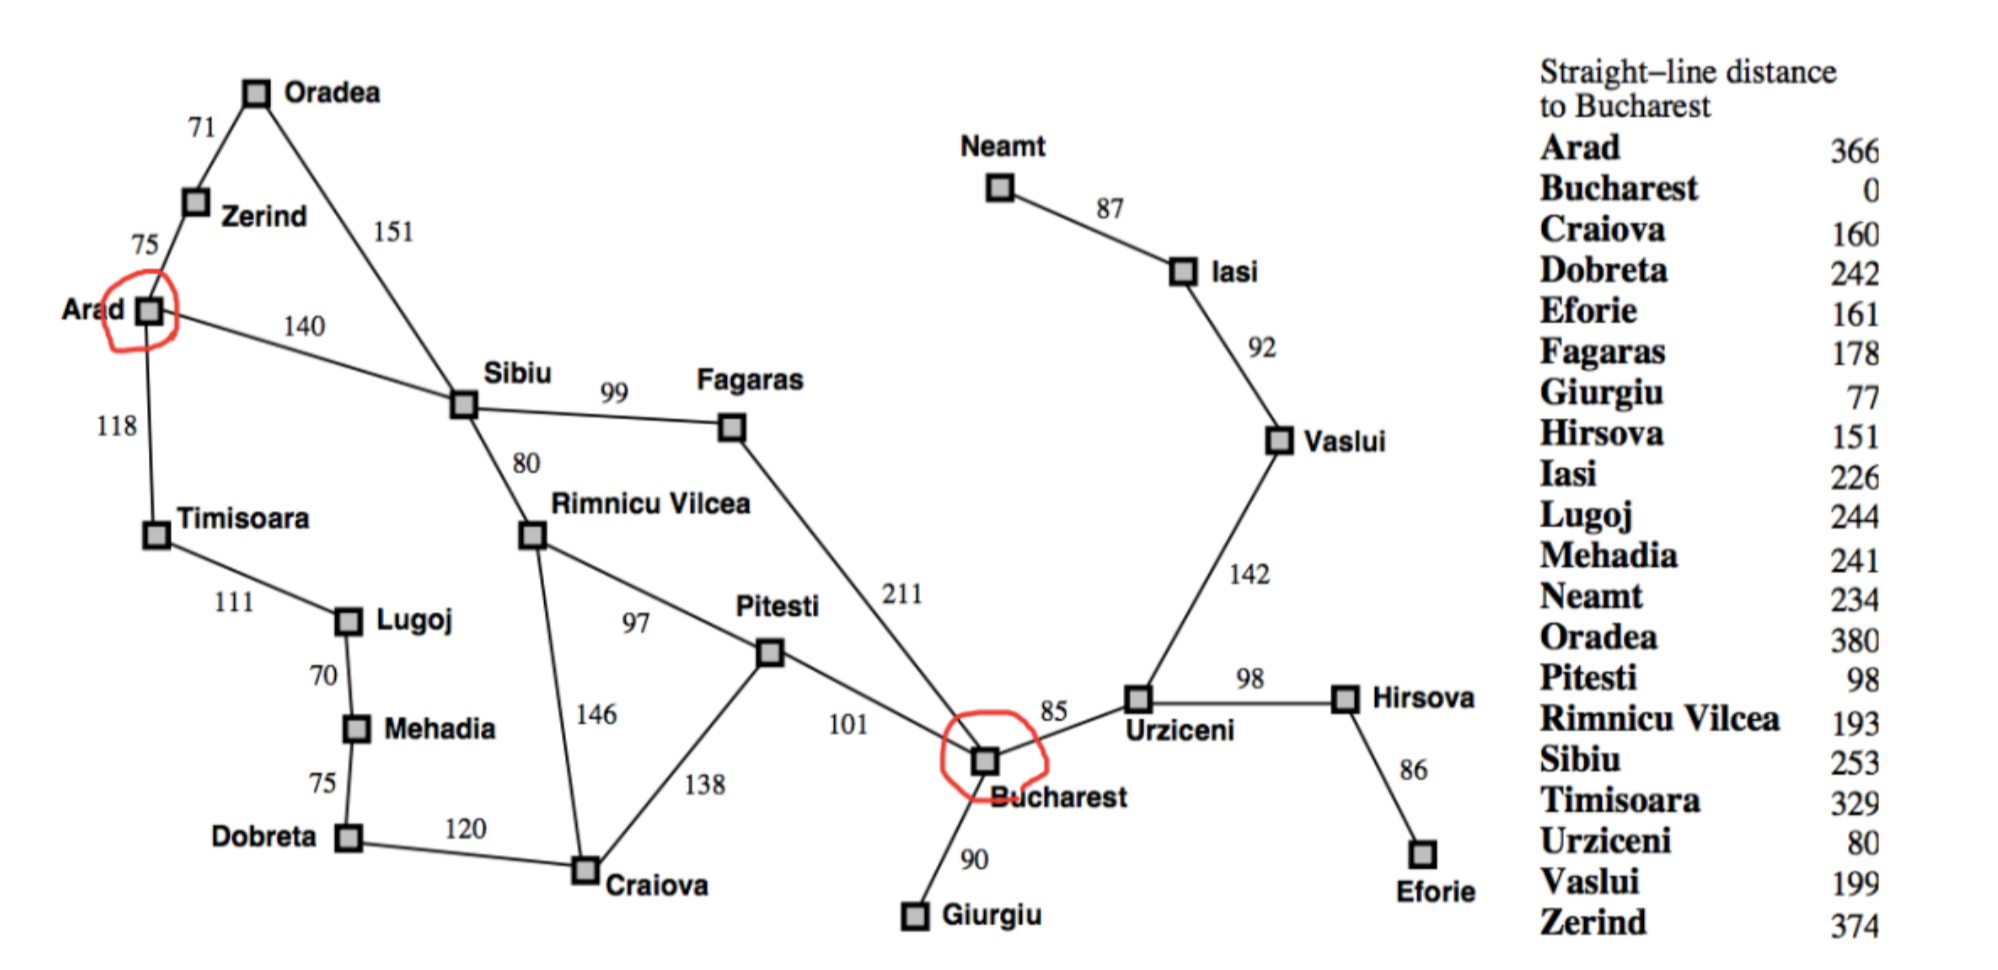 Oradea
71
Neamt
Zerind
87
151
75
Iasi
Arad
140
92
Sibiu
99
Fagaras
118
Vaslui
80
Timisoara
Rimnicu Vilcea
142
211
111
Lugoj
97
Pitesti
70
98
Hirsova
Mehadia
146
101
85
Urziceni
86
75
138
Bucharest
Dobreta
120
90
Craiova
Eforie
Giurgiu
Straight–line distance
to Bucharest
Arad 366
Bucharest 0
Craiova 160
Dobreta 242
Eforie 161
Fagaras 178
Giurgiu 77
Hirsova 151
Iasi 226
Lugoj 244
Mehadia 241
Neamt 234
Oradea 380
Pitesti 98
Rimnicu Vilcea 193
Sibiu 253
Timisoara 329
Urziceni 80
Vaslui 199
Zerind 374